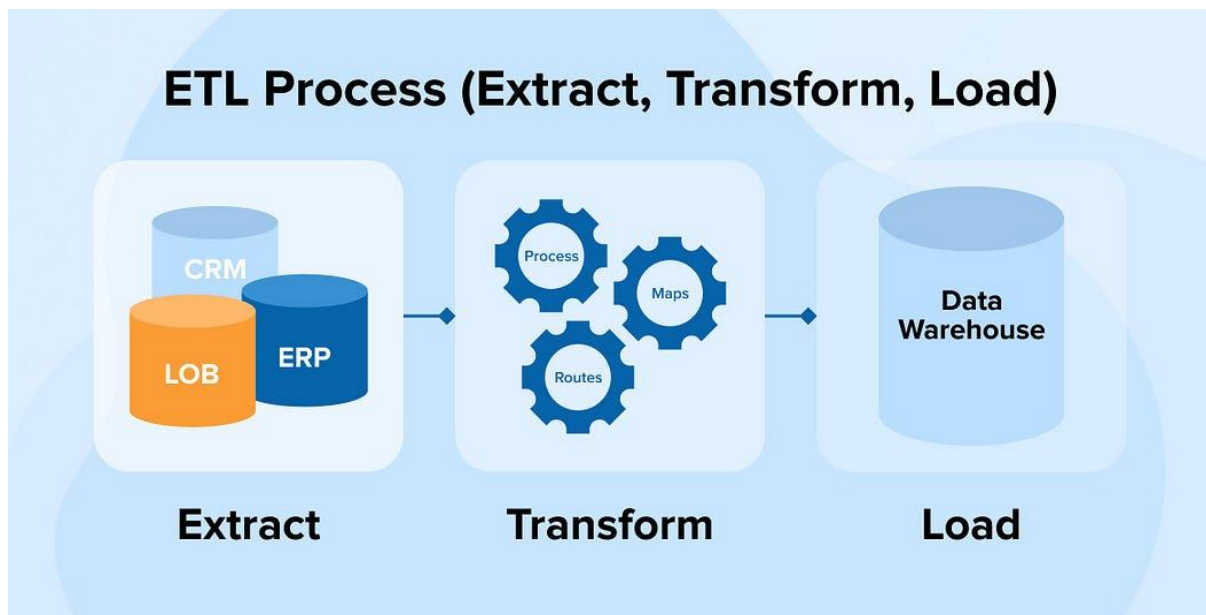 ETL Process (Extract, Transform, Load)
CRM
LOB
ERP
Process
Maps
Routes
Data
Warehouse
Extract
Transform
Load